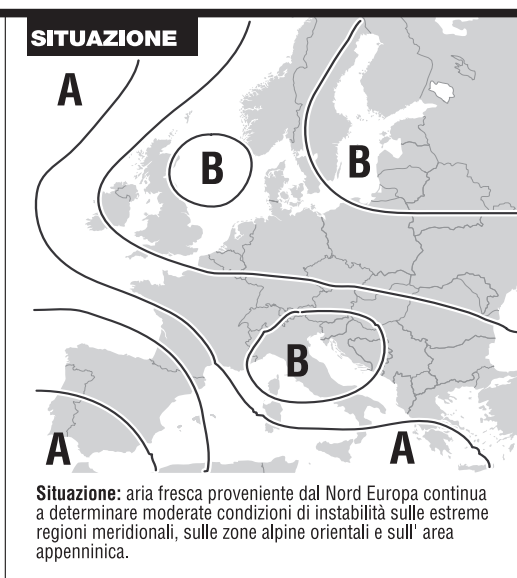 SITUAZIONE
A
B
B
B
A
A
Situazione: aria fresca proveniente dal Nord Europa continua
a determinare moderate condizioni di instabilità sulle estreme
regioni meridionali, sulle zone alpine orientali e sull' area
appenninica.